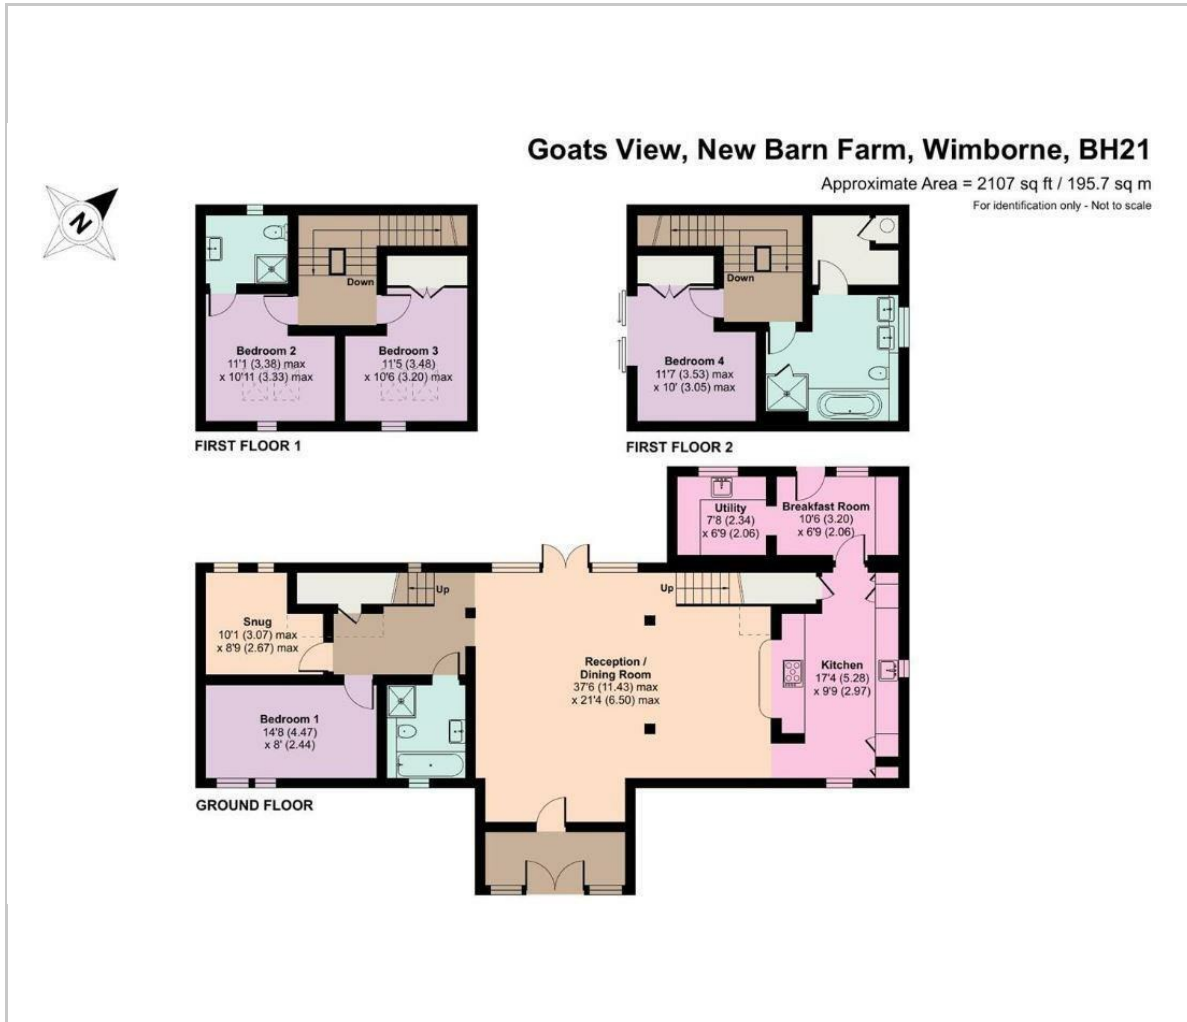 Goats View, New Barn Farm, Wimborne, BH21
Approximate Area = 2107 sq ft / 195.7 sq m
For identification only - Not to scale
N
Down
Bedroom 2
11'1 (3.38) max
x 10'11 (3.33) max
Bedroom 3
11'5 (3.48)
x 10'6 (3.20) max
FIRST FLOOR 1
Down
Bedroom 4
11'7 (3.53) max
x 10' (3.05) max
FIRST FLOOR 2
Utility
7'8 (2.34)
x 6'9 (2.06)
Breakfast Room
10'6 (3.20)
x 6'9 (2.06)
Up
Up
Snug
10'1 (3.07) max
x 8'9 (2.67) max
Reception /
Dining Room
37'6 (11.43) max
x 21'4 (6.50) max
Kitchen
17'4 (5.28)
x 9'9 (2.97)
Bedroom 1
14'8 (4.47)
x 8' (2.44)
GROUND FLOOR